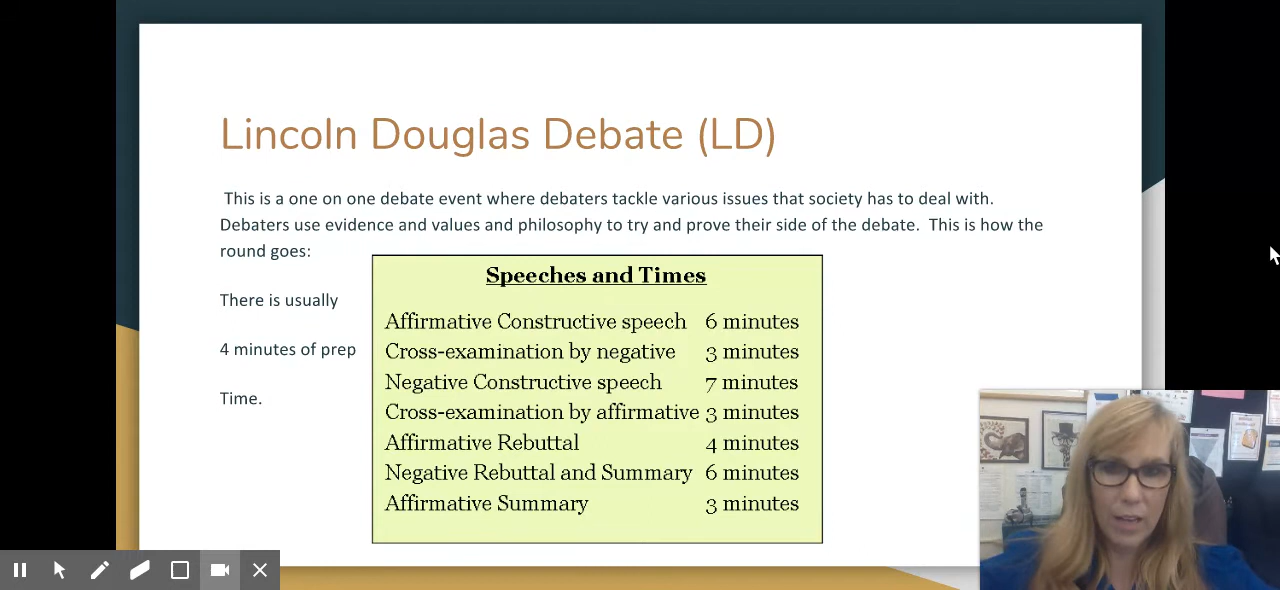 Lincoln Douglas Debate (LD)
This is a one on one debate event where debaters tackle various issues that society has to deal with.
Debaters use evidence and values and philosophy to try and prove their side of the debate.  This is how the
round goes:
There is usually
4 minutes of prep
Time.
Speeches and Times
Affirmative Constructive speech 6 minutes
Cross-examination by negative 3 minutes
Negative Constructive speech 7 minutes
Cross-examination by affirmative 3 minutes
Affirmative Rebuttal 4 minutes
Negative Rebuttal and Summary 6 minutes
Affirmative Summary 3 minutes